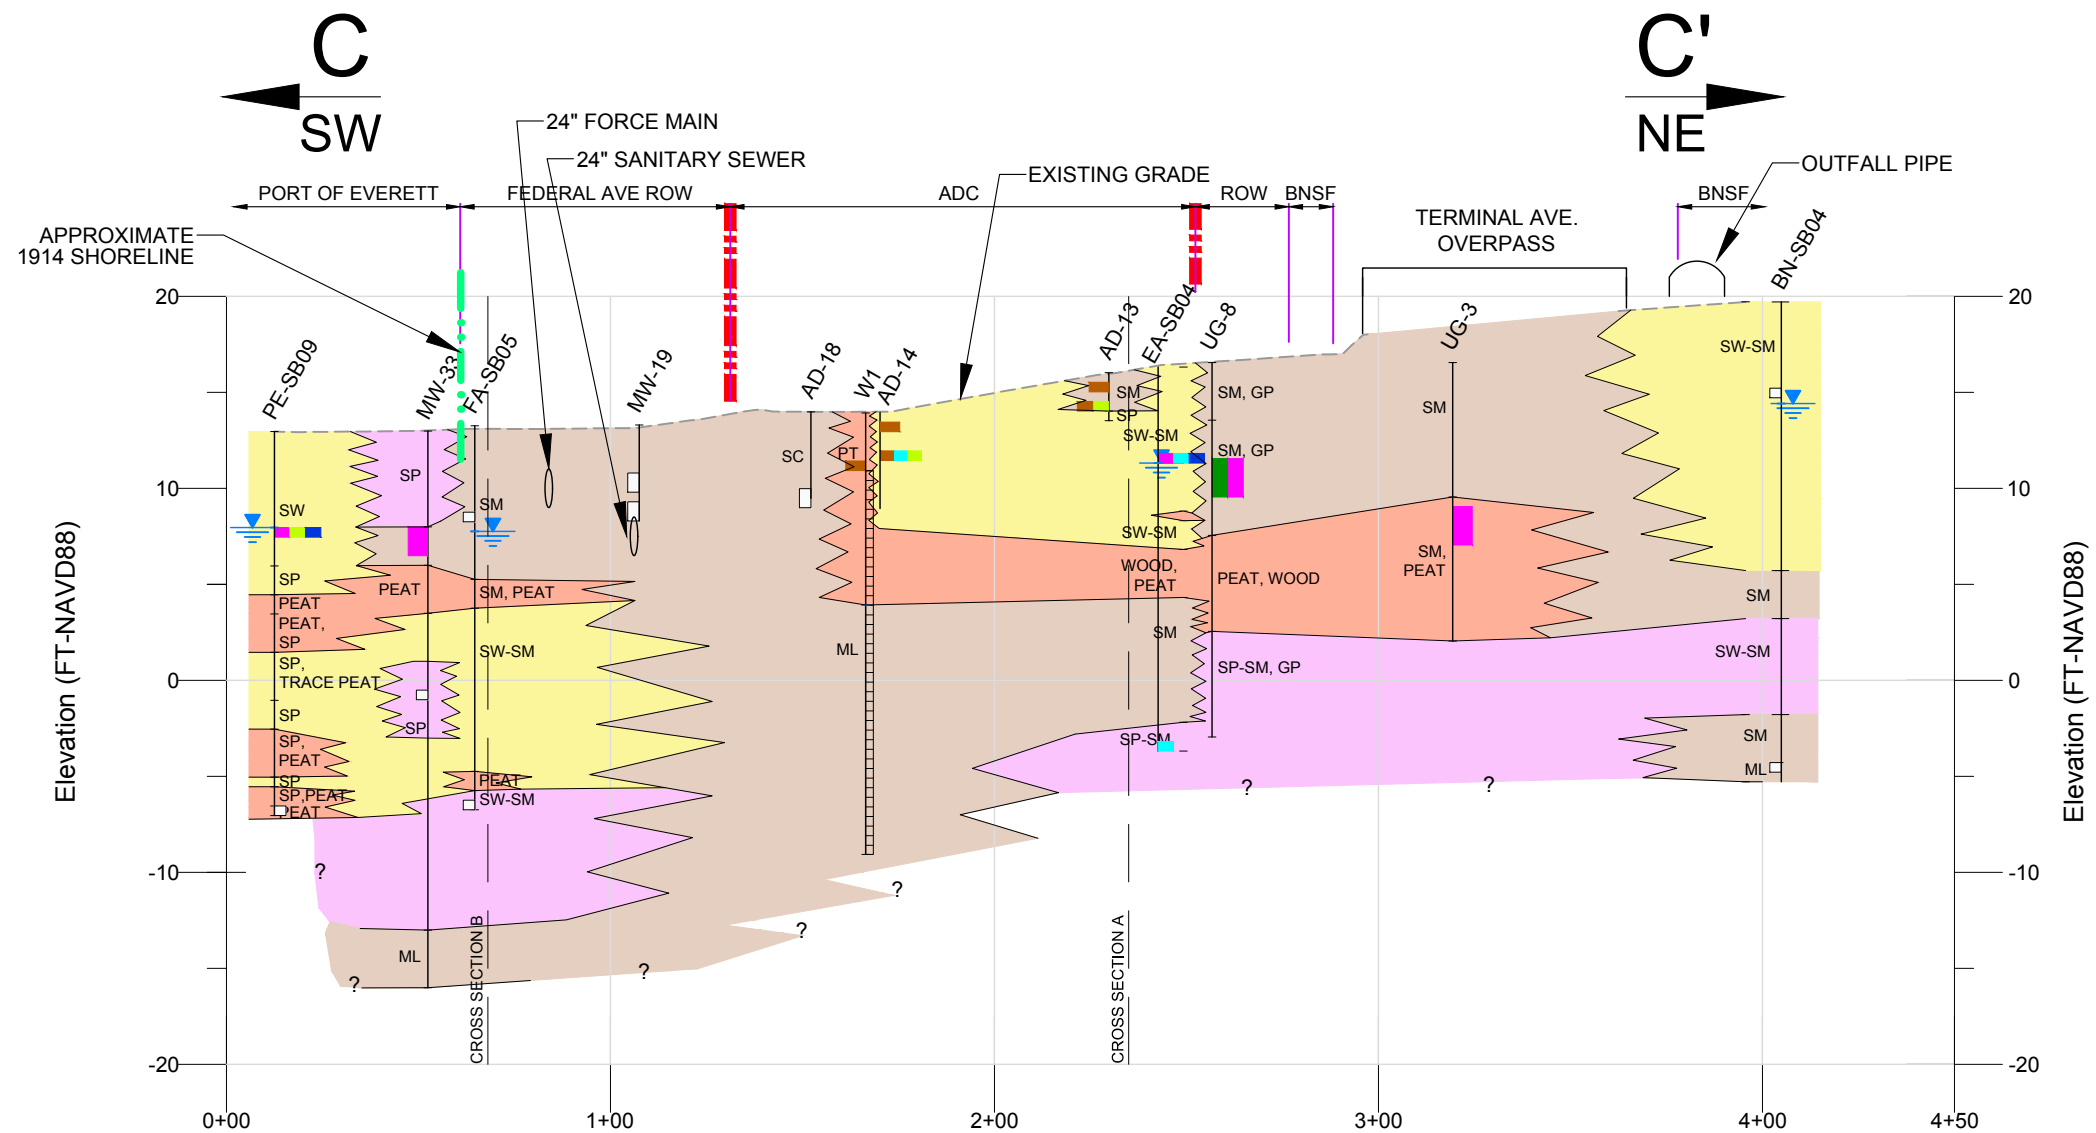 C
C'
SW
NE
24" FORCE MAIN
24" SANITARY SEWER
EXISTING GRADE
OUTFALL PIPE
PORT OF EVERETT
FEDERAL AVE ROW
ADC
ROW
BNSF
BNSF
TERMINAL AVE.
OVERPASS
APPROXIMATE
1914 SHORELINE
PE-SB09
MW-33
FA-SB05
MW-19
AD-18
W1
AD-14
AD-13
EA-SB04
UG-8
UG-3
BN-SB04
20
10
0
-10
-20
Elevation (FT-NAVD88)
SW
SP
PEAT
PEAT,
SP
SP,
TRACE PEAT
SP
SP,
PEAT
SP
SP,PEAT
PEAT
SP
PEAT
SP
ML
SM
SM, PEAT
SW-SM
PEAT
SW-SM
SC
PT
ML
SM
SP
SW-SM
SW-SM
WOOD,
PEAT
SM
SP-SM
SM, GP
SM, GP
PEAT, WOOD
SP-SM, GP
SM
SM,
PEAT
SW-SM
SM
SW-SM
SM
ML
?
?
?
?
?
?
?
CROSS SECTION B
CROSS SECTION A
20
10
0
-10
-20
Elevation (FT-NAVD88)
0+00
1+00
2+00
3+00
4+00
4+50